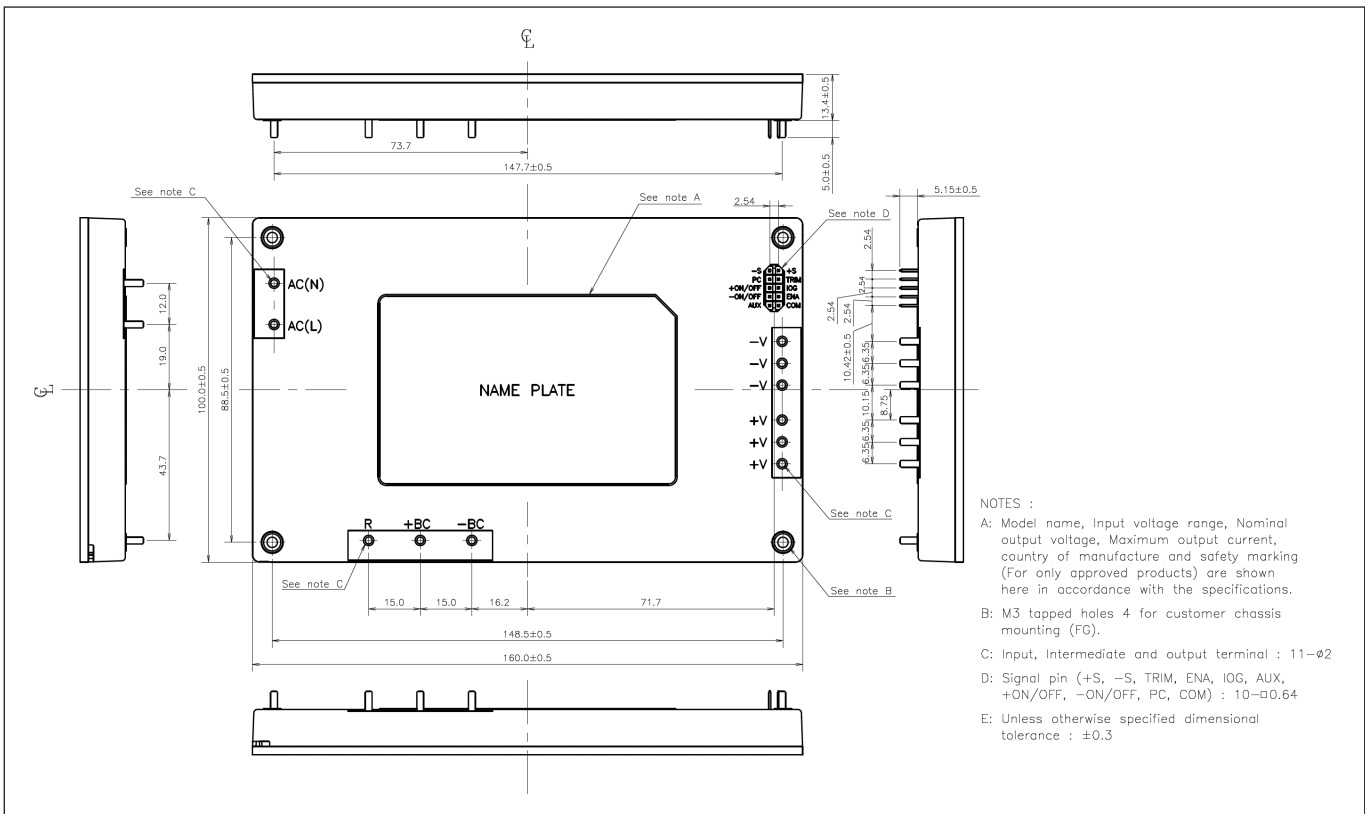 ℄
13.4±0.5
5.0±0.5
73.7
147.7±0.5
See note C
See note A
2.54
See note D
5.15±0.5
AC(N)
AC(L)
-S +S
PC TRIM
+ON/OFF IOG
-ON/OFF ENA
AUX COM
2.54
2.54
2.54
2.54
10.42±0.5
6.35
6.35
10.15
8.75
6.35
6.35
12.0
19.0
℄
43.7
100.0±0.5
88.5±0.5
NAME PLATE
-V
-V
-V
+V
+V
+V
See note C
R +BC -BC
See note C
See note B
15.0 15.0 16.2 71.7
148.5±0.5
160.0±0.5
NOTES :
A: Model name, Input voltage range, Nominal
output voltage, Maximum output current,
country of manufacture and safety marking
(For only approved products) are shown
here in accordance with the specifications.
B: M3 tapped holes 4 for customer chassis
mounting (FG).
C: Input, Intermediate and output terminal : 11-ø2
D: Signal pin (+S, -S, TRIM, ENA, IOG, AUX,
+ON/OFF, -ON/OFF, PC, COM) : 10-□0.64
E: Unless otherwise specified dimensional
tolerance : ±0.3